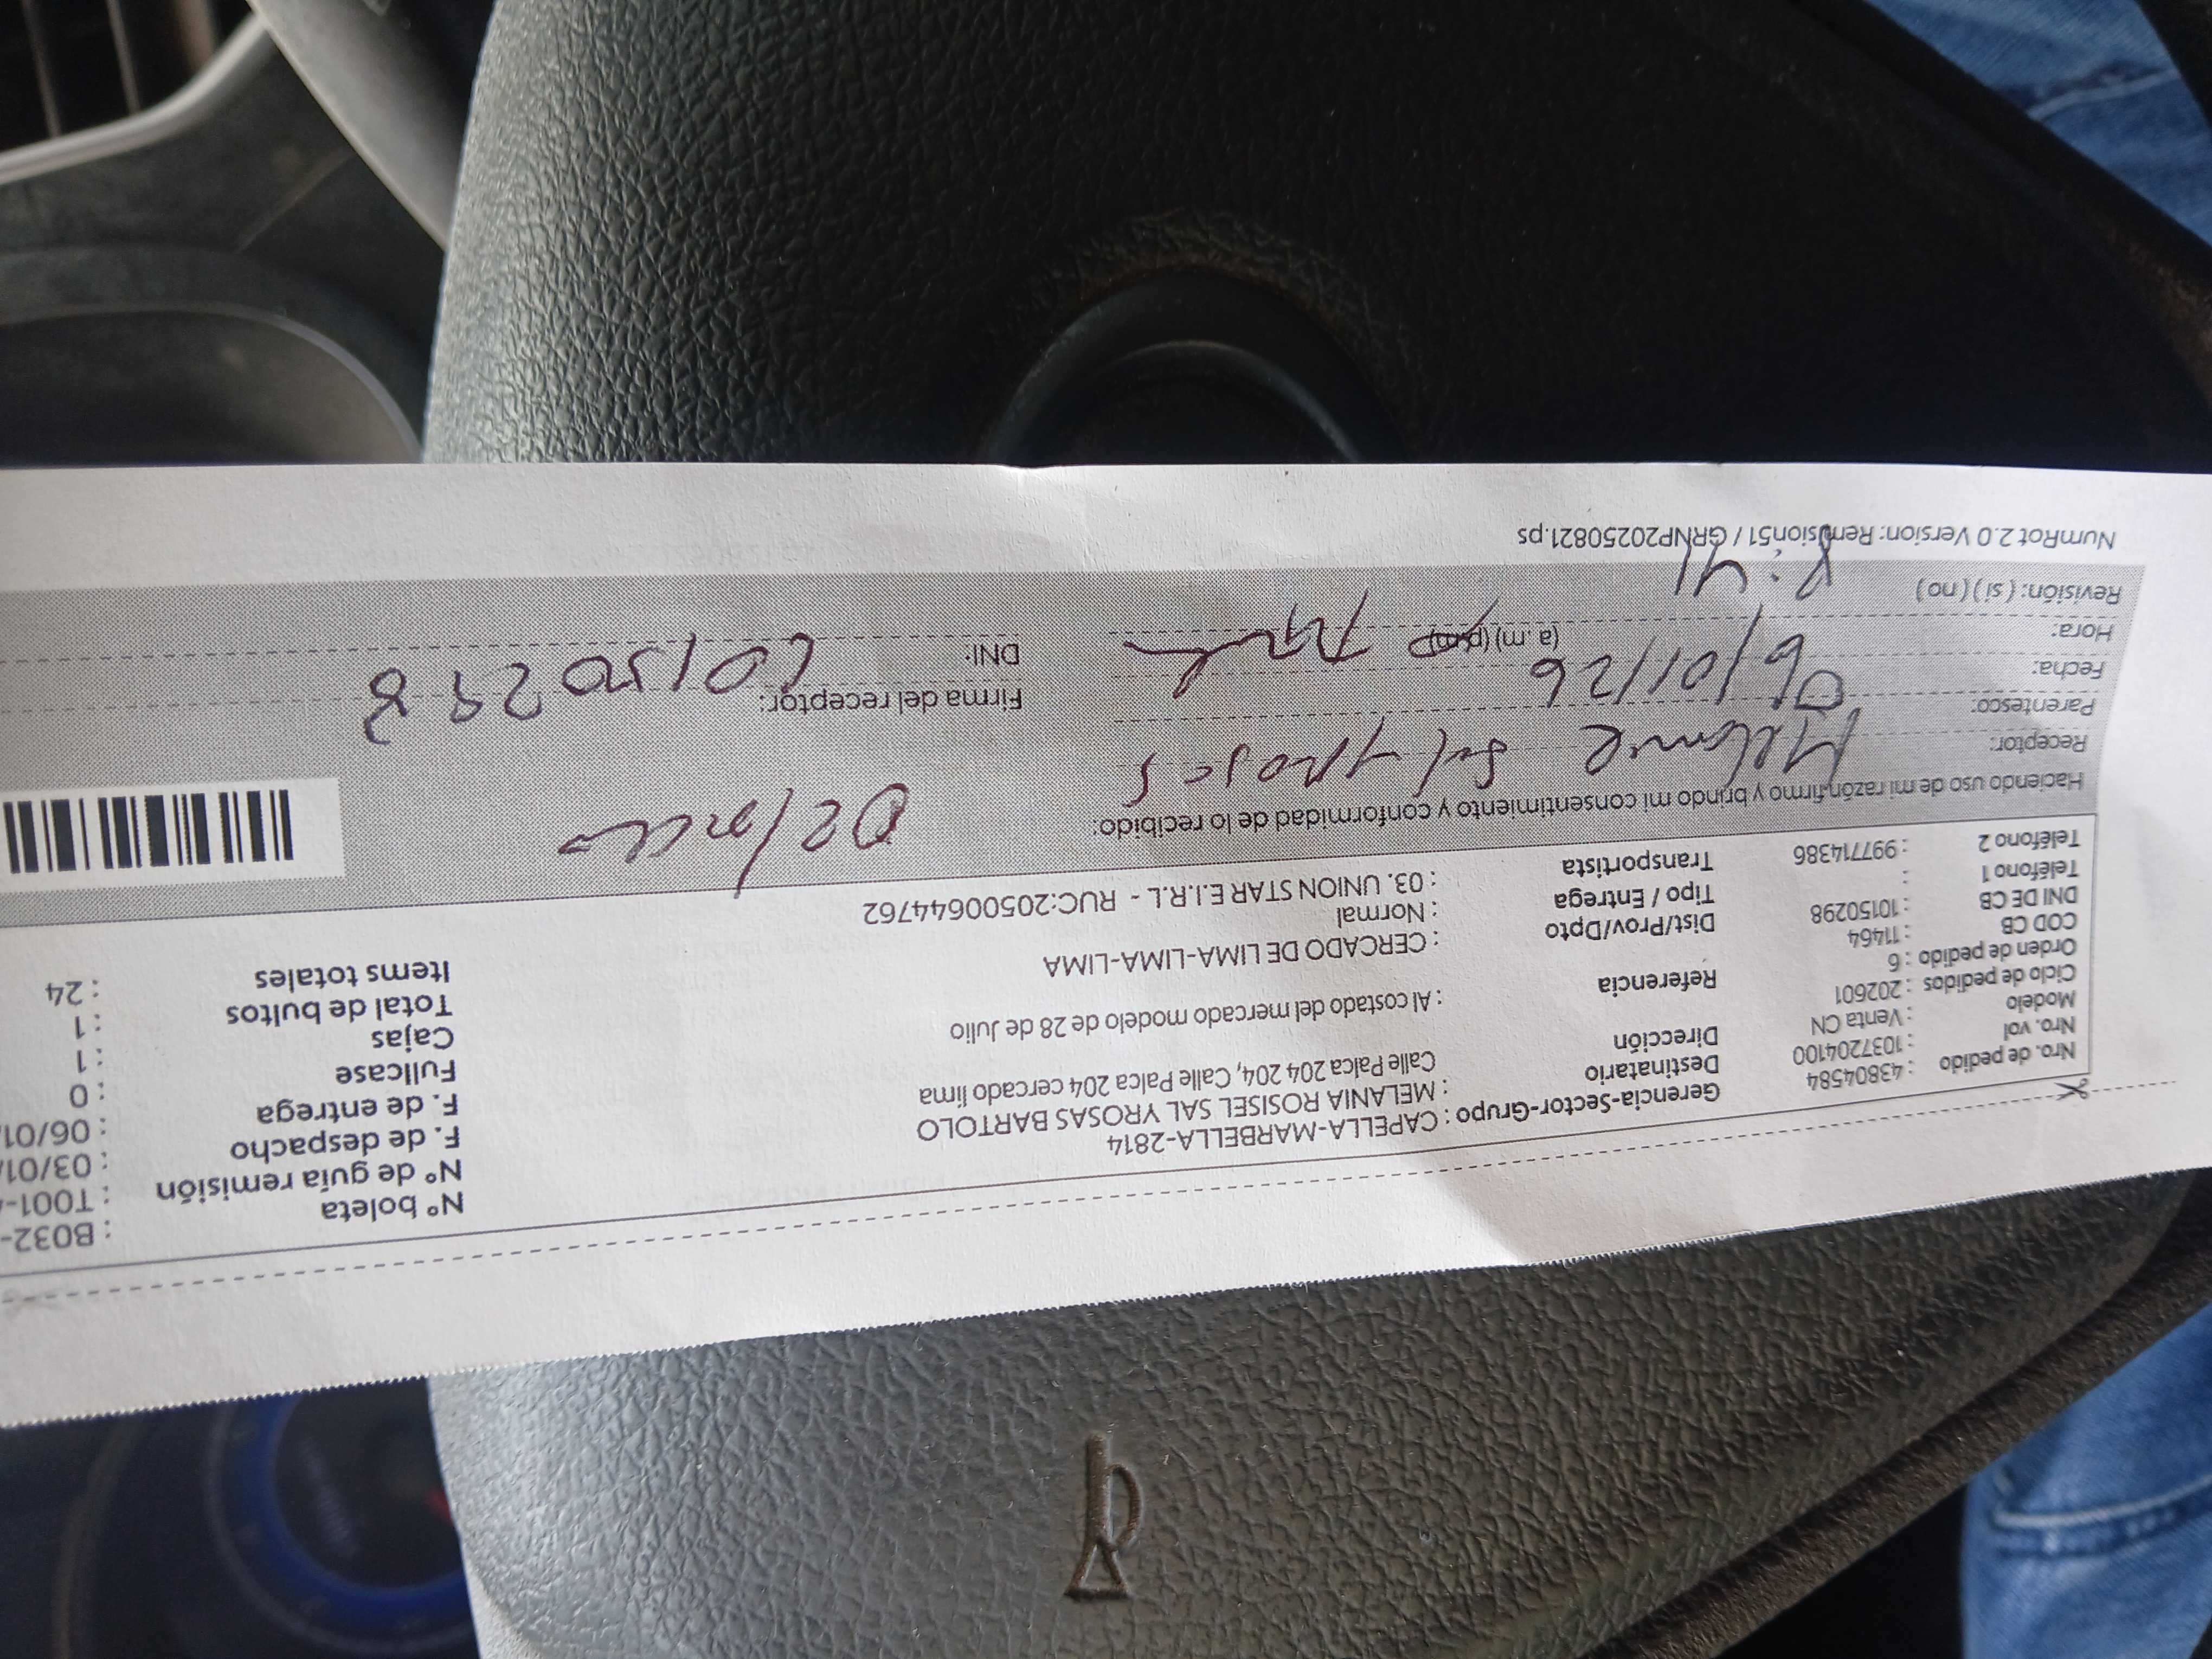 Nº boleta : B032-
Nº de guía remisión : T001-
F. de despacho : 03/01/
F. de entrega : 06/01
Fullcase : 0
Cajas : 1
Total de bultos : 1
Items totales : 24
Gerencia-Sector-Grupo : CAPELLA-MARBELLA-2814
Destinatario : MELANIA ROSISEL SAL YROSAS BARTOLO
Dirección Calle Palca 204 204, Calle Palca 204 cercado lima
Referencia : Al costado del mercado modelo de 28 de Julio
Dist/Prov/Dpto : CERCADO DE LIMA-LIMA-LIMA
Tipo / Entrega : Normal
Transportista : 03. UNION STAR E.I.R.L - RUC:20500644762
Nro. de pedido : 43804584
Nro. vol : 1037204100
Modelo : Venta CN
Ciclo de pedidos : 202601
Orden de pedido : 6
COD CB : 11464
DNI DE CB : 10150298
Teléfono 1 :
Teléfono 2 : 997714386
Haciendo uso de mi razón firmo y brindo mi consentimiento y conformidad de lo recibido:
Receptor: Sal yrosas
Parentesco:
Fecha: 06/01/26
Hora: (a. m) (p.m)
Revisión: ( si ) ( no )
Firma del receptor:
DNI: 10150298
NumRot 2.0 Version: Remision51 / GRNP20250821.ps